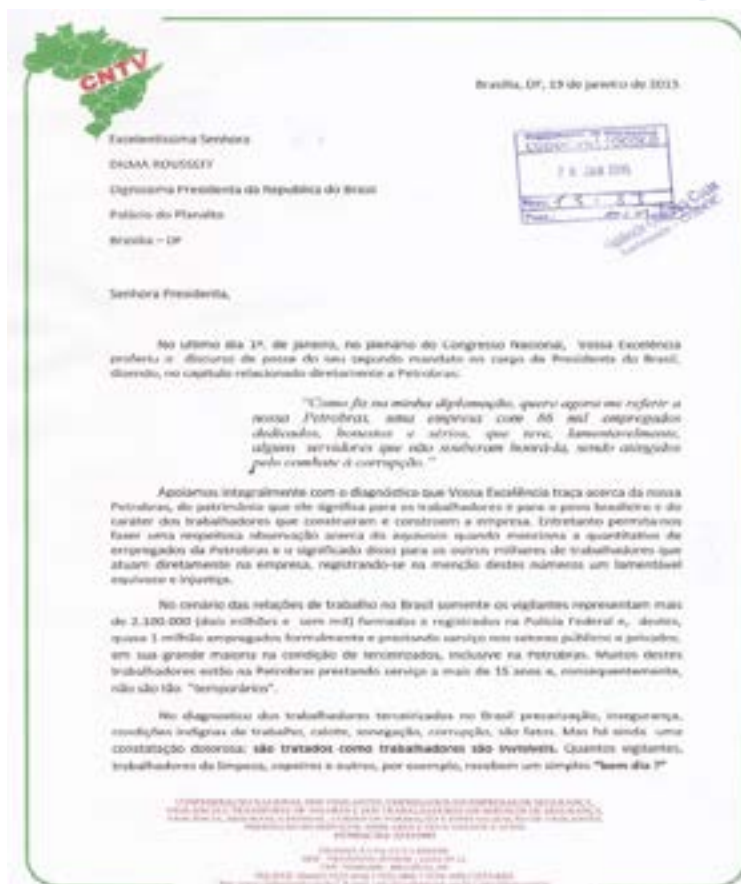 CNTV
Brasília, DF, 19 de janeiro de 2015
Excelentíssima Senhora
DILMA ROUSSEFF
Digníssima Presidenta da Republica do Brasil
Palácio do Planalto
Brasília – DF
Senhora Presidenta,
No ultimo dia 1º. de janeiro, no plenário do Congresso Nacional, Vossa Excelência
proferiu o discurso de posse do seu segundo mandato no cargo de Presidenta do Brasil,
dizendo, no capítulo relacionado diretamente a Petrobras:
"Como fiz na minha diplomação, quero agora me referir a
nossa Petrobras, uma empresa com 86 mil empregados
dedicados, honestos e sérios, que teve, lamentavelmente,
alguns servidores que não souberam honrá-la, sendo atingidos
pelo combate à corrupção."
Apoiamos integralmente com o diagnóstico que Vossa Excelência traça acerca da nossa
Petrobras, do patrimônio que ele significa para os trabalhadores e para o povo brasileiro e do
caráter dos trabalhadores que construíram e constroem a empresa. Entretanto permita-nos
fazer uma respeitosa observação acerca do equivoco quando menciona o quantitativo de
empregados da Petrobras e o significado disso para os outros milhares de trabalhadores que
atuam diretamente na empresa, registrando-se na menção destes números um lamentável
equivoco e injustiça.
No cenário das relações de trabalho no Brasil somente os vigilantes representam mais
de 2.100.000 (dois milhões e cem mil) formados e registrados na Polícia Federal e, destes,
quase 1 milhão empregados formalmente e prestando serviço nos setores públicos e privados,
em sua grande maioria na condição de terceirizados, inclusive na Petrobras. Muitos destes
trabalhadores estão na Petrobras prestando serviço a mais de 15 anos e, consequentemente,
não são tão "temporários".
No diagnostico dos trabalhadores terceirizados no Brasil precarização, insegurança,
condições indignas de trabalho, calote, sonegação, corrupção, são fatos. Mas há ainda uma
constatação dolorosa: são tratados como trabalhadores são invisíveis. Quantos vigilantes,
trabalhadores da limpeza, copeiros e outros, por exemplo, recebem um simples "bom dia ?"